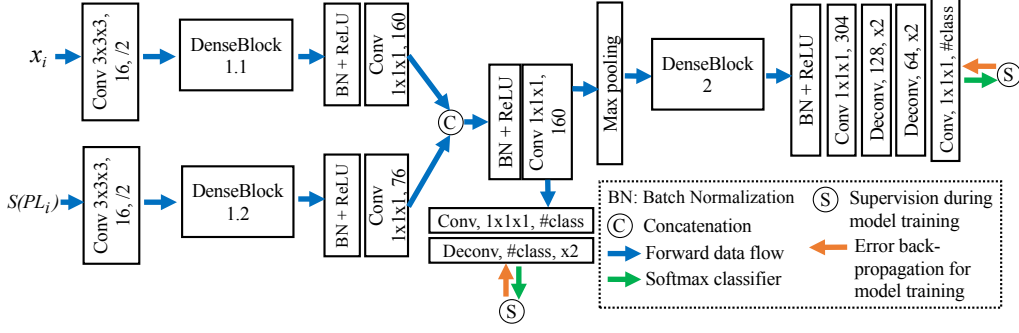 x_i
Conv 3x3x3,
16, /2
DenseBlock
1.1
BN + ReLU
Conv
1x1x1, 160
S(PL_i)
Conv 3x3x3,
16, /2
DenseBlock
1.2
BN + ReLU
Conv
1x1x1, 76
C
BN + ReLU
Conv 1x1x1,
160
Conv, 1x1x1, #class
Deconv, #class, x2
S
Max pooling
DenseBlock
2
BN + ReLU
Conv 1x1x1, 304
Deconv, 128, x2
Deconv, 64, x2
Conv, 1x1x1, #class
S
BN: Batch Normalization
C Concatenation
Forward data flow
Softmax classifier
S Supervision during
model training
Error back-
propagation for
model training